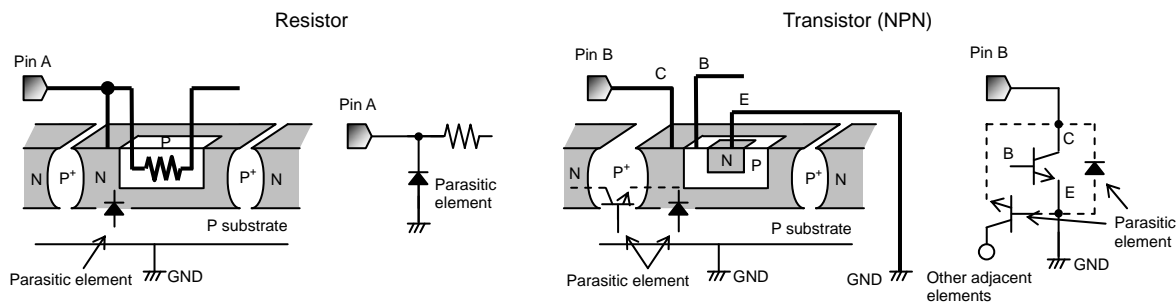 Resistor
Transistor (NPN)
Pin A
P
N
P+
N
P+
N
P substrate
Parasitic element
GND
Pin A
Parasitic
element
Pin B
C
B
E
N
P+
N
N
P
P+
N
P substrate
Parasitic element
GND
GND
Pin B
C
B
E
Parasitic
element
GND
Other adjacent
elements